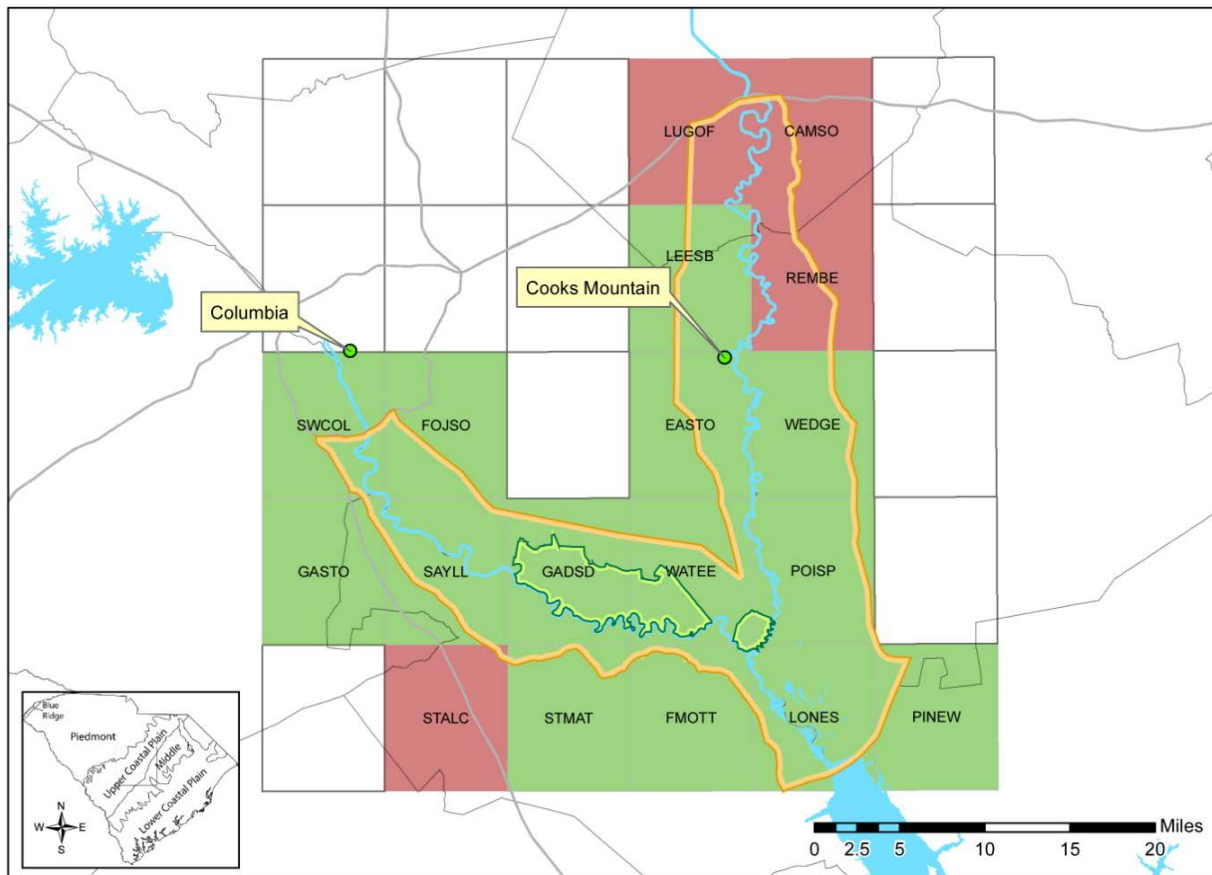 LUGOF
CAMSO
LEESB
REMBE
Cooks Mountain
Columbia
SWCOL
FOJSO
EASTO
WEDGE
GASTO
SAYLL
GADSD
WATEE
POISP
STALC
STMAT
FMOTT
LONES
PINEW
Blue
Ridge
Piedmont
Upper Coastal Plain
Middle
Lower Coastal Plain
N
W E
S
Miles
0 2.5 5 10 15 20